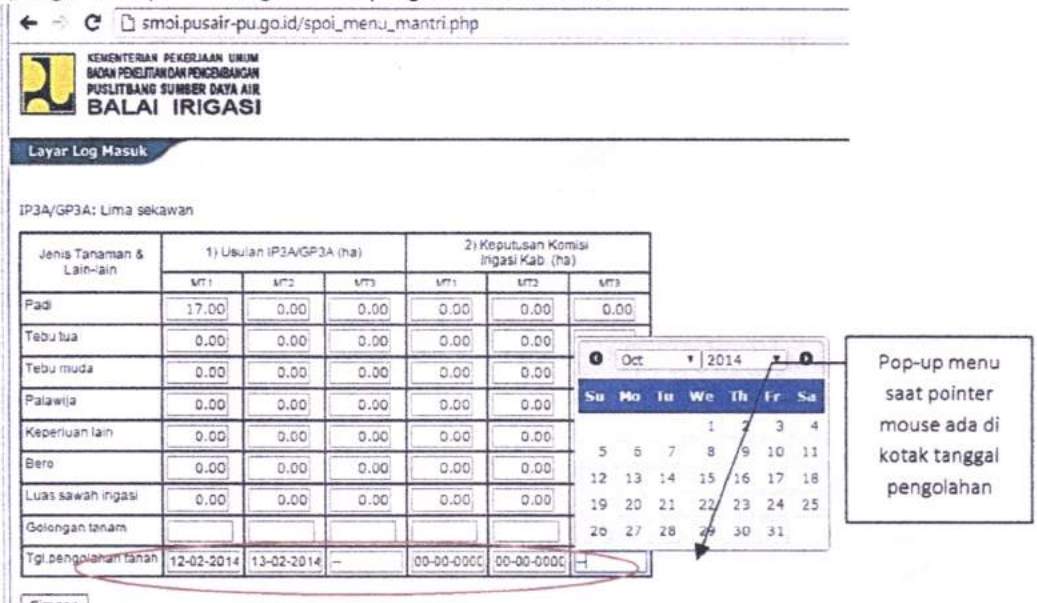 smoi.pusair-pu.go.id/spoi_menu_mantri.php
KEMENTERIAN PEKERJAAN UMUM
BADAN PENELITIAN DAN PENGEMBANGAN
PUSLITBANG SUMBER DAYA AIR
BALAI IRIGASI
Layar Log Masuk
IP3A/GP3A: Lima sekawan
Jenis Tanaman & Lain-lain 1) Usulan IP3A/GP3A (ha) 2) Keputusan Komisi Irigasi Kab. (ha)
MT1 MT2 MT3 MT1 MT2 MT3
Padi 17.00 0.00 0.00 0.00 0.00 0.00
Tebu tua 0.00 0.00 0.00 0.00 0.00
Tebu muda 0.00 0.00 0.00 0.00 0.00
Palawija 0.00 0.00 0.00 0.00 0.00
Keperluan lain 0.00 0.00 0.00 0.00 0.00
Bero 0.00 0.00 0.00 0.00 0.00
Luas sawah irigasi 0.00 0.00 0.00 0.00 0.00
Golongan tanam
Tgl.pengolahan tanah 12-02-2014 13-02-2014 -- 00-00-0000 00-00-0000 --
Oct 2014
Su Mo Tu We Th Fr Sa
1 2 3 4
5 6 7 8 9 10 11
12 13 14 15 16 17 18
19 20 21 22 23 24 25
26 27 28 29 30 31
Pop-up menu
saat pointer
mouse ada di
kotak tanggal
pengolahan